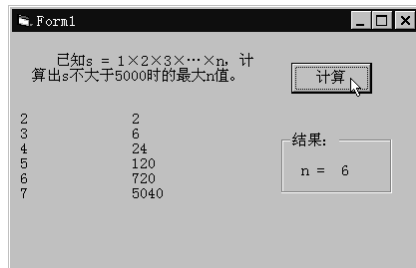 Form1
已知s = 1×2×3×…×n，计
算出s不大于5000时的最大n值。
计算
2 2
3 6
4 24
5 120
6 720
7 5040
结果:
n = 6